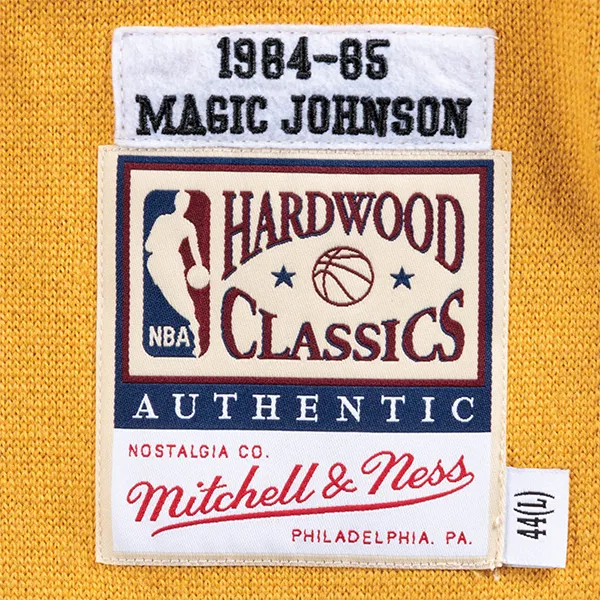 1984-85
MAGIC JOHNSON
HARDWOOD
NBA
CLASSICS
AUTHENTIC
NOSTALGIA CO.
Mitchell & Ness
PHILADELPHIA, PA.
44(L)